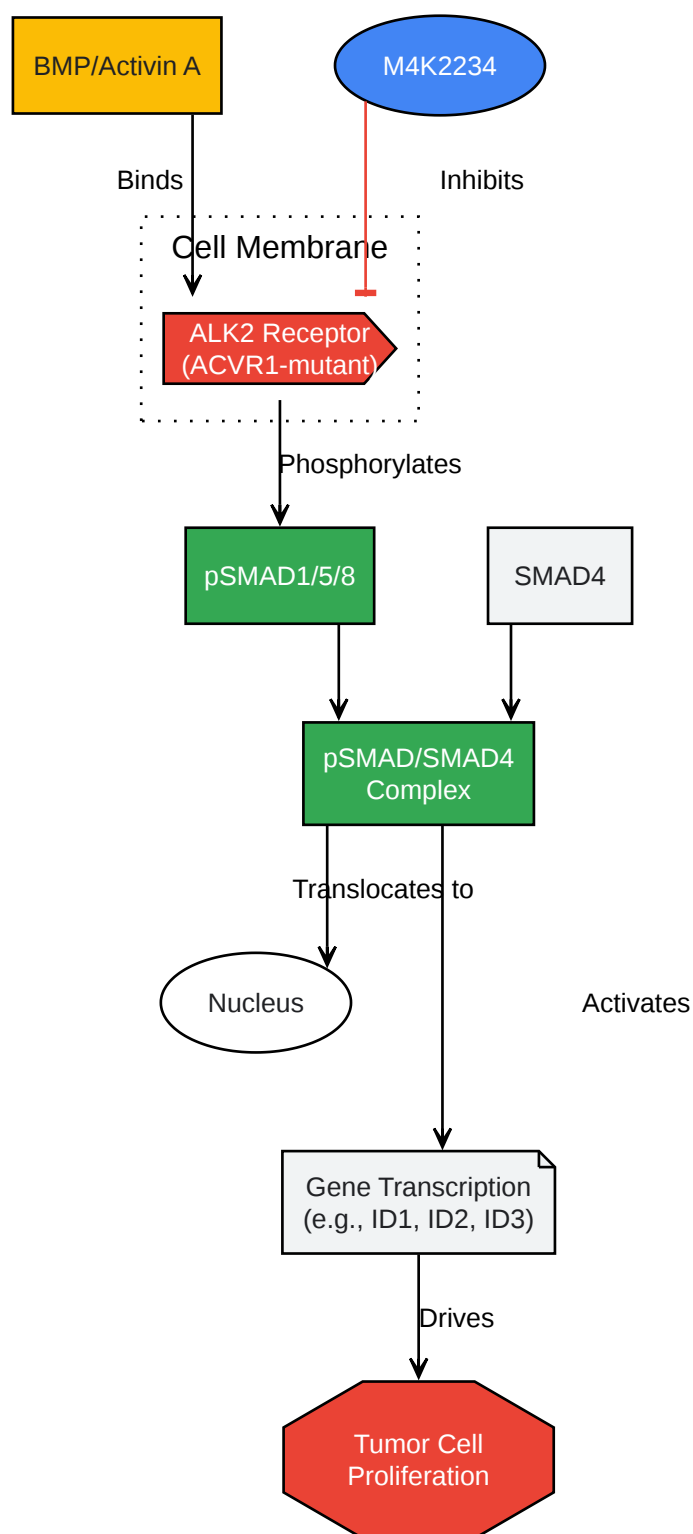 BMP/Activin A
M4K2234
Binds
Inhibits
Cell Membrane
ALK2 Receptor
(ACVR1-mutant)
Phosphorylates
pSMAD1/5/8
SMAD4
pSMAD/SMAD4
Complex
Translocates to
Nucleus
Activates
Gene Transcription
(e.g., ID1, ID2, ID3)
Drives
Tumor Cell
Proliferation